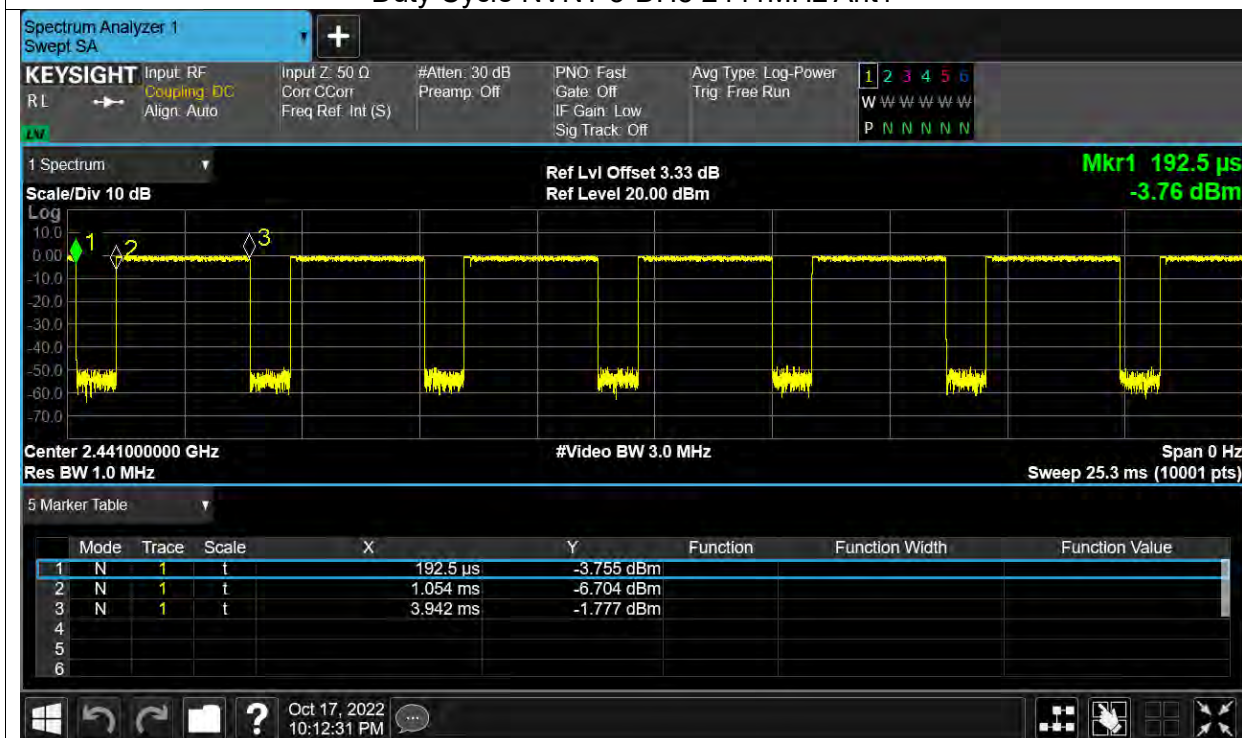 Spectrum Analyzer 1
Swept SA
KEYSIGHT
RL
Input: RF
Coupling: DC
Align: Auto
Input Z: 50 Ω
Corr CCorr
Freq Ref: Int (S)
#Atten: 30 dB
Preamp: Off
PNO: Fast
Gate: Off
IF Gain: Low
Sig Track: Off
Avg Type: Log-Power
Trig: Free Run
1 2 3 4 5 6
W W W W W W
P N N N N N
1 Spectrum
Scale/Div 10 dB
Ref Lvl Offset 3.33 dB
Ref Level 20.00 dBm
Mkr1 192.5 µs
-3.76 dBm
Log
10.0
0.00
-10.0
-20.0
-30.0
-40.0
-50.0
-60.0
-70.0
1
2
3
Center 2.441000000 GHz
#Video BW 3.0 MHz
Span 0 Hz
Res BW 1.0 MHz
Sweep 25.3 ms (10001 pts)
5 Marker Table
Mode Trace Scale X Y Function Function Width Function Value
1 N 1 t 192.5 µs -3.755 dBm
2 N 1 t 1.054 ms -6.704 dBm
3 N 1 t 3.942 ms -1.777 dBm
4
5
6
?
Oct 17, 2022
10:12:31 PM